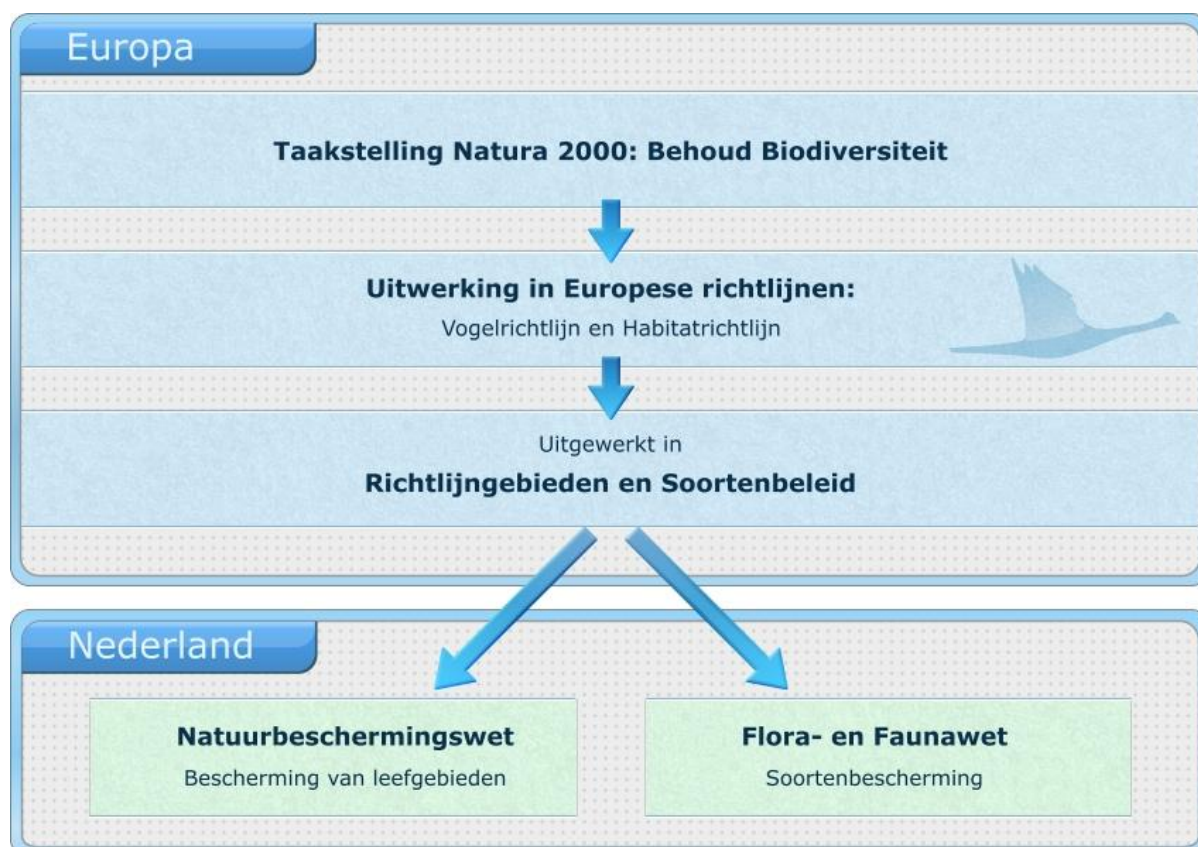 Europa
Taakstelling Natura 2000: Behoud Biodiversiteit
Uitwerking in Europese richtlijnen:
Vogelrichtlijn en Habitatrichtlijn
Uitgewerkt in
Richtlijngebieden en Soortenbeleid
Nederland
Natuurbeschermingswet
Bescherming van leefgebieden
Flora- en Faunawet
Soortenbescherming